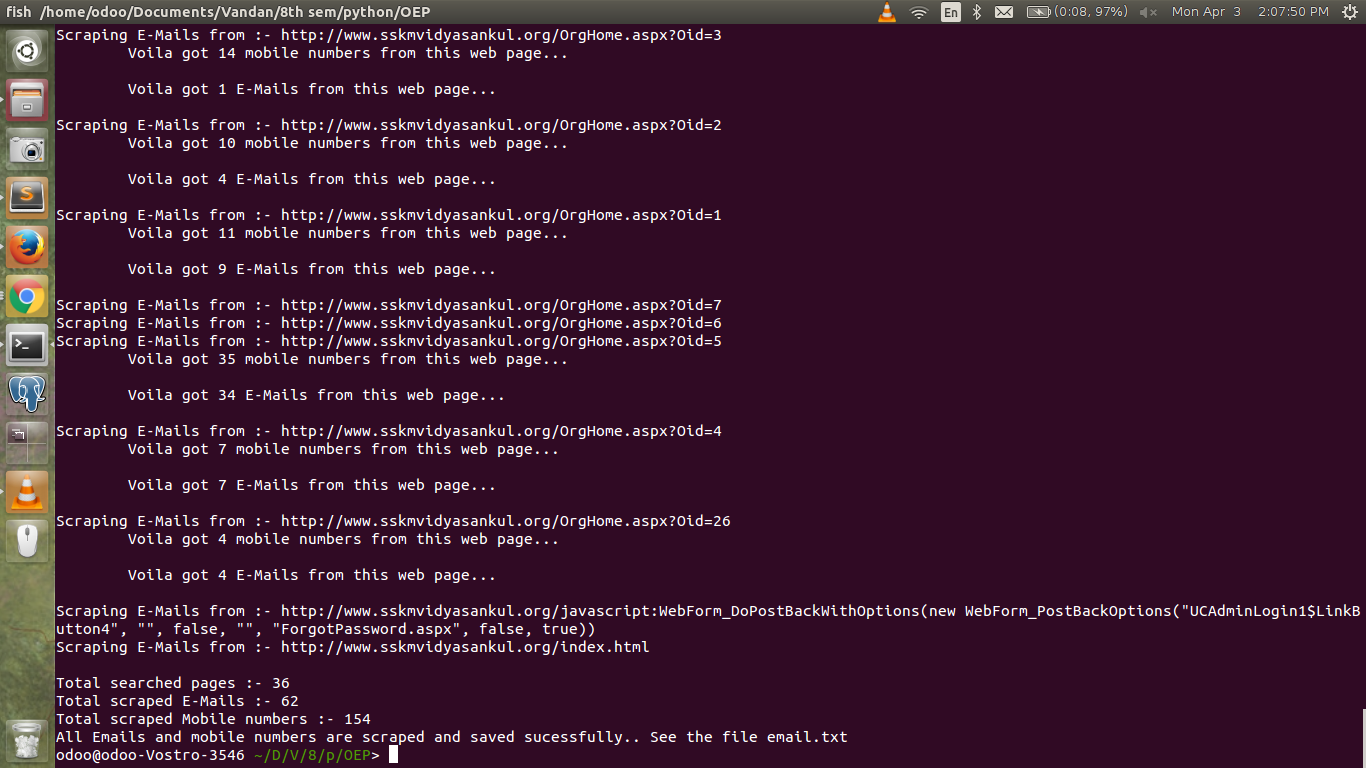 fish /home/odoo/Documents/Vandan/8th sem/python/OEP
En
(0:08, 97%)
Mon Apr 3
2:07:50 PM
Scraping E-Mails from :- http://www.sskmvidyasankul.org/OrgHome.aspx?Oid=3
Voila got 14 mobile numbers from this web page...
Voila got 1 E-Mails from this web page...
Scraping E-Mails from :- http://www.sskmvidyasankul.org/OrgHome.aspx?Oid=2
Voila got 10 mobile numbers from this web page...
Voila got 4 E-Mails from this web page...
Scraping E-Mails from :- http://www.sskmvidyasankul.org/OrgHome.aspx?Oid=1
Voila got 11 mobile numbers from this web page...
Voila got 9 E-Mails from this web page...
Scraping E-Mails from :- http://www.sskmvidyasankul.org/OrgHome.aspx?Oid=7
Scraping E-Mails from :- http://www.sskmvidyasankul.org/OrgHome.aspx?Oid=6
Scraping E-Mails from :- http://www.sskmvidyasankul.org/OrgHome.aspx?Oid=5
Voila got 35 mobile numbers from this web page...
Voila got 34 E-Mails from this web page...
Scraping E-Mails from :- http://www.sskmvidyasankul.org/OrgHome.aspx?Oid=4
Voila got 7 mobile numbers from this web page...
Voila got 7 E-Mails from this web page...
Scraping E-Mails from :- http://www.sskmvidyasankul.org/OrgHome.aspx?Oid=26
Voila got 4 mobile numbers from this web page...
Voila got 4 E-Mails from this web page...
Scraping E-Mails from :- http://www.sskmvidyasankul.org/javascript:WebForm_DoPostBackWithOptions(new WebForm_PostBackOptions("UCAdminLogin1$LinkB
utton4", "", false, "", "ForgotPassword.aspx", false, true))
Scraping E-Mails from :- http://www.sskmvidyasankul.org/index.html
Total searched pages :- 36
Total scraped E-Mails :- 62
Total scraped Mobile numbers :- 154
All Emails and mobile numbers are scraped and saved sucessfully.. See the file email.txt
odoo@odoo-Vostro-3546 ~/D/V/8/p/OEP>